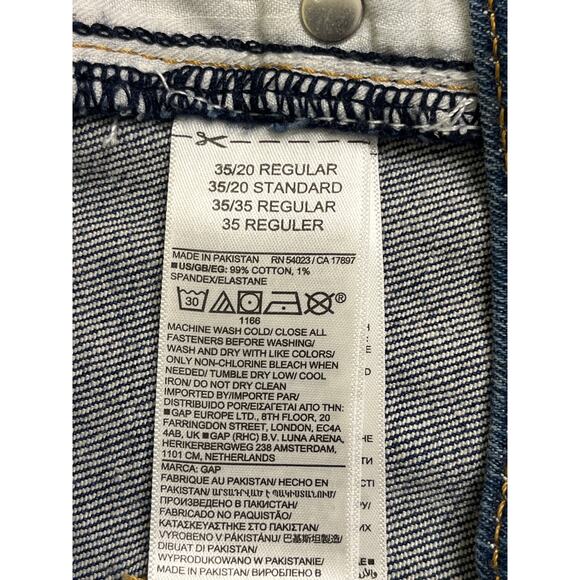 35/20 REGULAR
35/20 STANDARD
35/35 REGULAR
35 REGULER
MADE IN PAKISTAN RN 54023 / CA 17897
■US/GB/EG: 99% COTTON, 1%
SPANDEX/ELASTANE
30
®
1166
MACHINE WASH COLD/ CLOSE ALL
FASTENERS BEFORE WASHING/
WASH AND DRY WITH LIKE COLORS/
ONLY NON-CHLORINE BLEACH WHEN
NEEDED/ TUMBLE DRY LOW/ COOL
IRON/ DO NOT DRY CLEAN
IMPORTED BY/IMPORTE PAR/
DISTRIBUIDO POR/ΕΙΣΑΓΕΤΑΙ ΑΠΟ THN:
■GAP EUROPE LTD., 8TH FLOOR, 20
FARRINGDON STREET, LONDON, EC4A
4AB, UK ■GAP (RHC) B.V. LUNA ARENA,
HERIKERBERGWEG 238 AMSTERDAM,
1101 CM, NETHERLANDS
MARCA: GAP
FABRIQUE AU PAKISTAN/ HECHO EN
PAKISTAN/ ԱՐՏԱԴՐՎԱԾ Է ՊԱԿԻՍՏԱՆՈՒՄ/
ПРОИЗВЕДЕНО В ПАКИСТАН/
FABRICADO NO PAQUISTÃO/
ΚΑΤΑΣΚΕΥΑΣΤΗΚΕ ΣΤΟ ΠΑΚΙΣΤΑΝ/
VYROBENO V PÁKISTÁNU/ 巴基斯坦製造/
DIBUAT DI PAKISTAN/
WYPRODUKOWANO W PAKISTANIE/
MADE IN PAKISTAN/ ВИРОБЛЕНО В